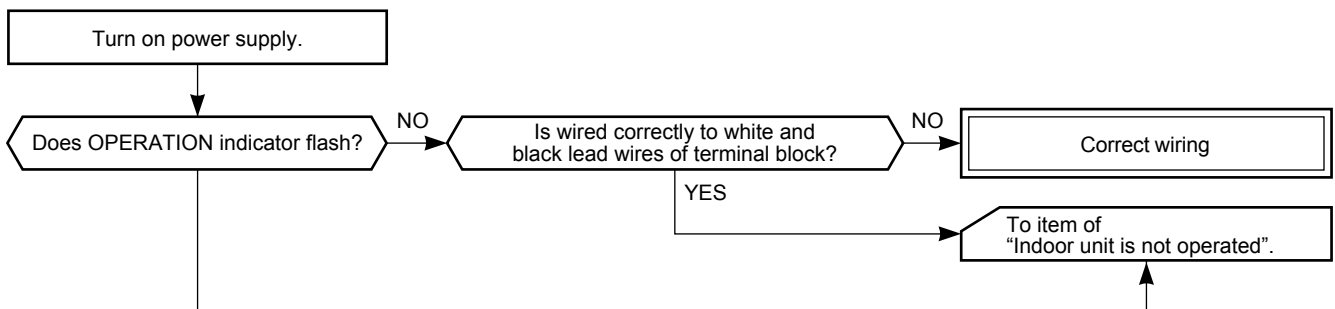 Turn on power supply.
Does OPERATION indicator flash?
NO
Is wired correctly to white and
black lead wires of terminal block?
NO
Correct wiring
YES
To item of
“Indoor unit is not operated”.